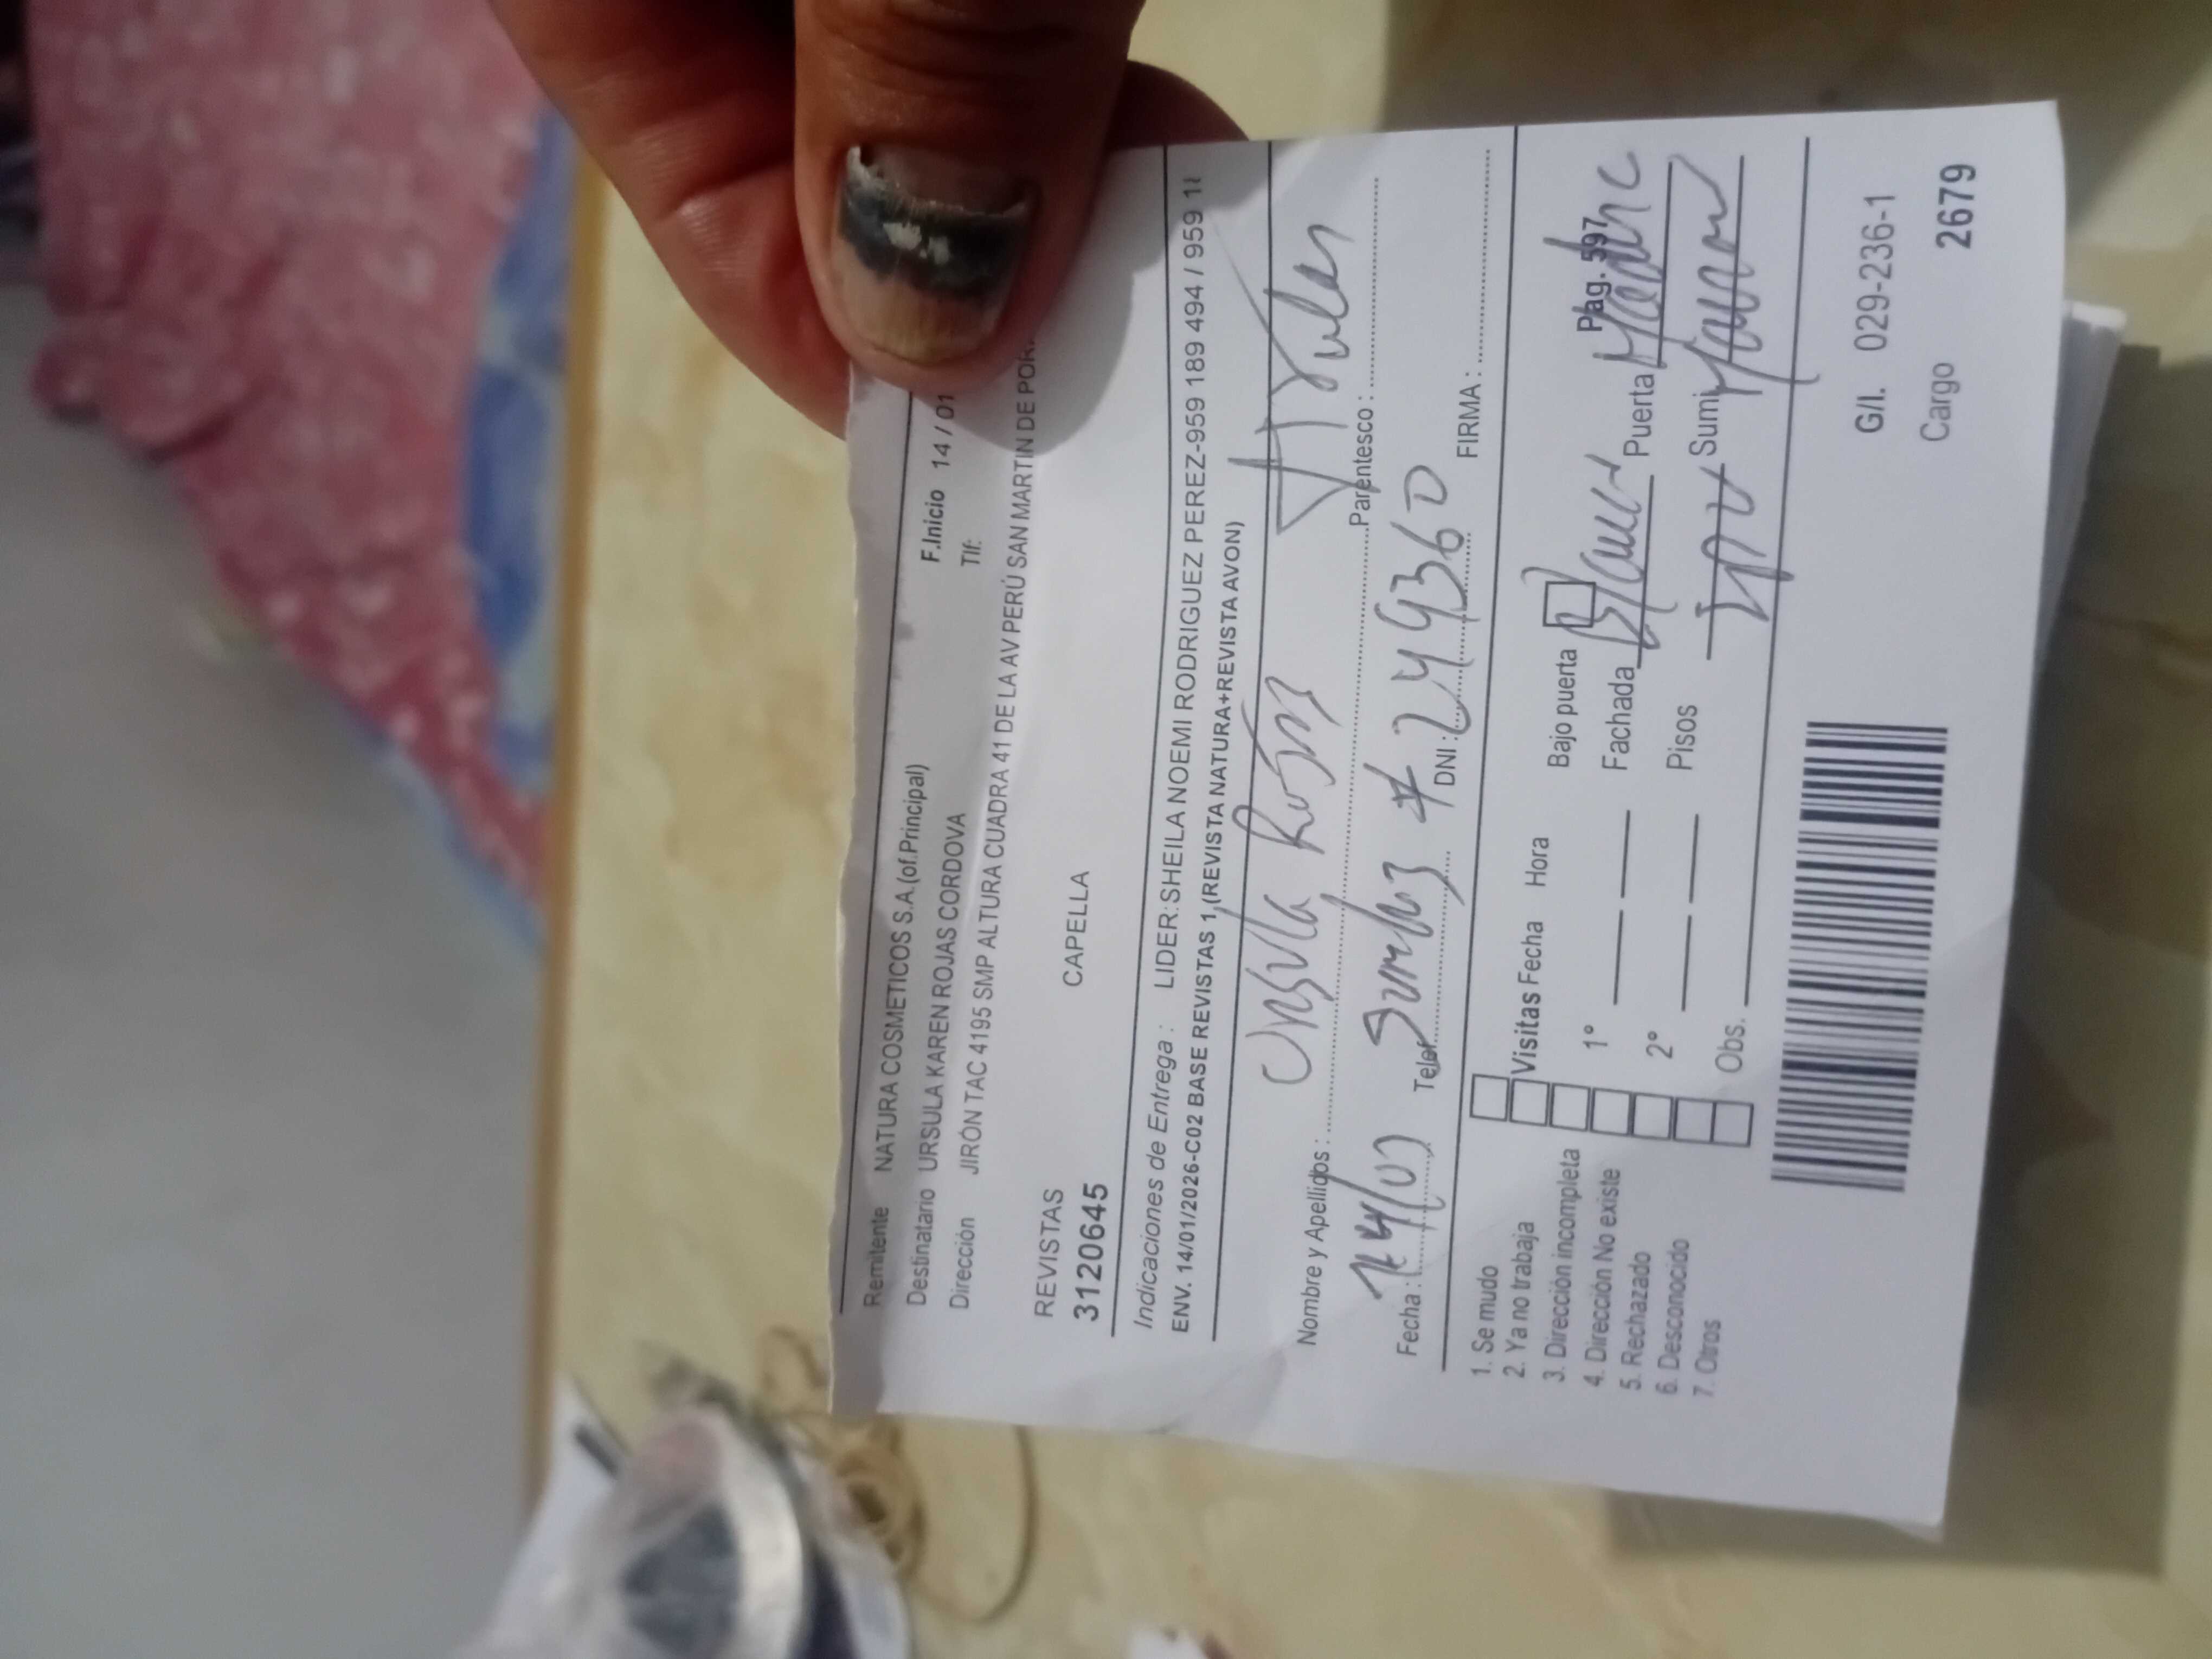 Remitente NATURA COSMETICOS S.A.(of.Principal)
Destinatario URSULA KAREN ROJAS CORDOVA F.Inicio 14 / 01
Dirección JIRÓN TAC 4195 SMP ALTURA CUADRA 41 DE LA AV PERÚ SAN MARTIN DE POR Tlf:
REVISTAS
3120645 CAPELLA
Indicaciones de Entrega : LIDER:SHEILA NOEMI RODRIGUEZ PEREZ-959 189 494 / 959 18
ENV. 14/01/2026-C02 BASE REVISTAS 1,(REVISTA NATURA+REVISTA AVON)
Nombre y Apellidos : Parentesco :
Fecha : Telef. DNI : 249360 FIRMA :
1. Se mudo
2. Ya no trabaja
3. Dirección incompleta
4. Dirección No existe
5. Rechazado
6. Desconocido
7. Otros
Visitas Fecha Hora
1°
2°
Obs.
Bajo puerta Pag. 597
Fachada Blanco Puerta
Pisos Sumi
G/I. 029-236-1
Cargo 2679